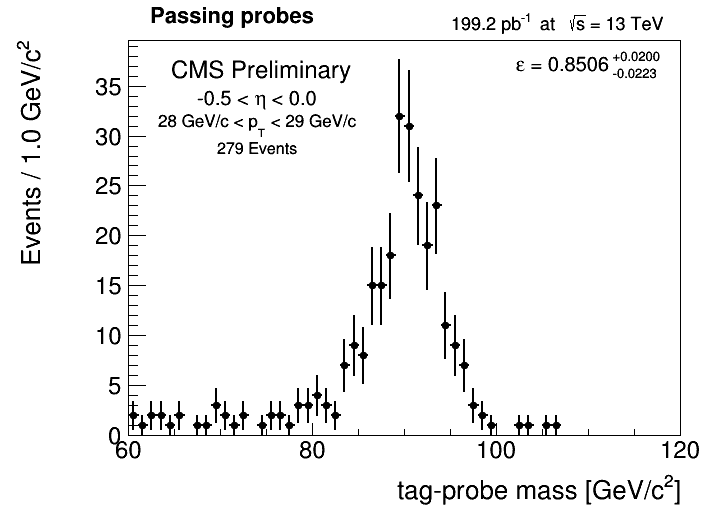 Passing probes
199.2 pb⁻¹ at √s = 13 TeV
CMS Preliminary
-0.5 < η < 0.0
28 GeV/c < p_T < 29 GeV/c
279 Events
ε = 0.8506 +0.0200 -0.0223
Events / 1.0 GeV/c²
35
30
25
20
15
10
5
0
60 80 100 120
tag-probe mass [GeV/c²]